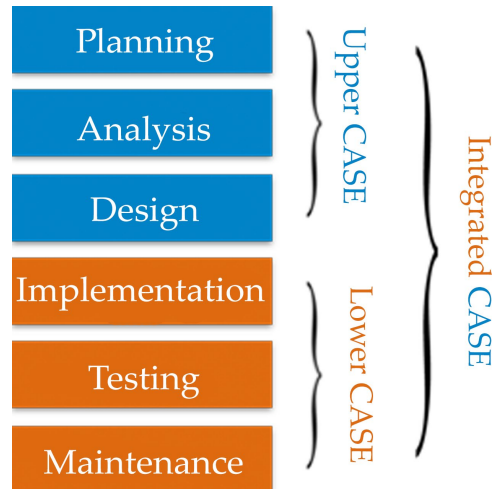 Planning
Analysis
Design
Implementation
Testing
Maintenance
Upper CASE
Lower CASE
Integrated CASE